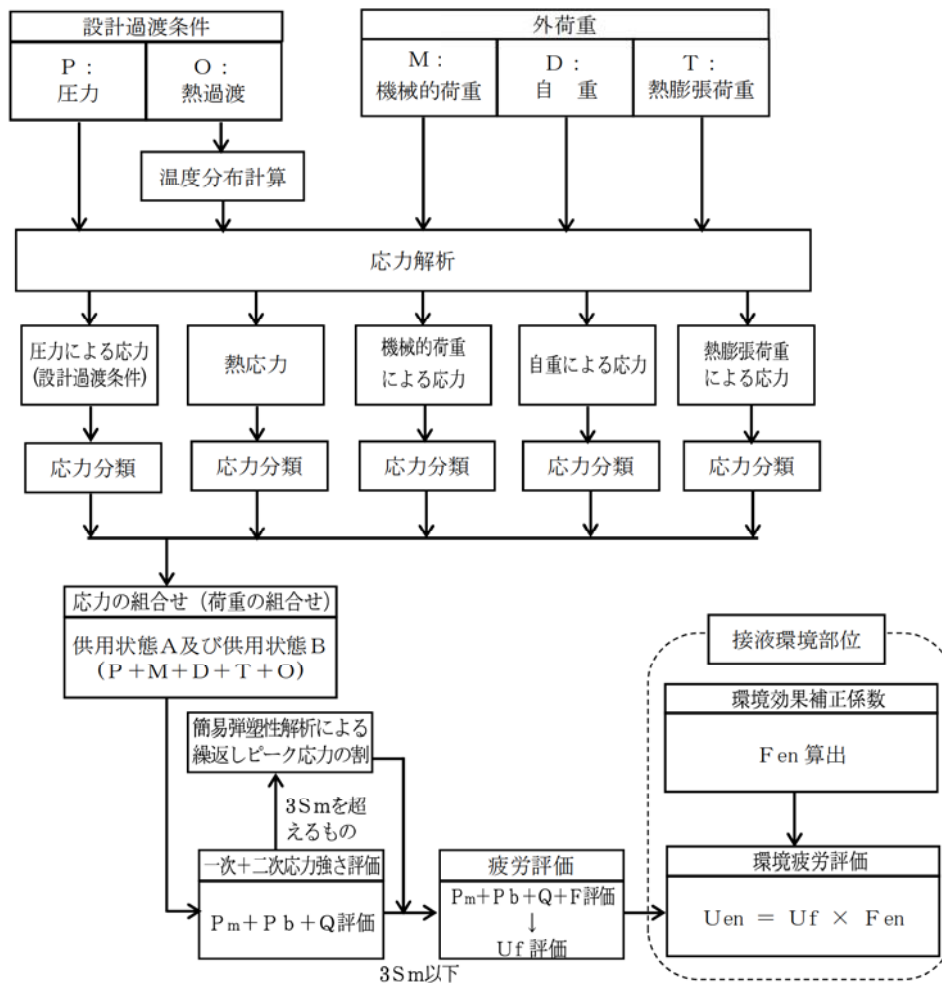 設計過渡条件
P：
圧力
O：
熱過渡
外荷重
M：
機械的荷重
D：
自　重
T：
熱膨張荷重
温度分布計算
応力解析
圧力による応力
(設計過渡条件)
熱応力
機械的荷重
による応力
自重による応力
熱膨張荷重
による応力
応力分類
応力分類
応力分類
応力分類
応力分類
応力の組合せ（荷重の組合せ）
供用状態A及び供用状態B
(P+M+D+T+O)
簡易弾塑性解析による
繰返しピーク応力の割
3Smを超
えるもの
一次＋二次応力強さ評価
Pm+Pb+Q評価
3Sm以下
疲労評価
Pm+Pb+Q+F評価
↓
Uf 評価
接液環境部位
環境効果補正係数
Fen 算出
環境疲労評価
Uen = Uf × Fen